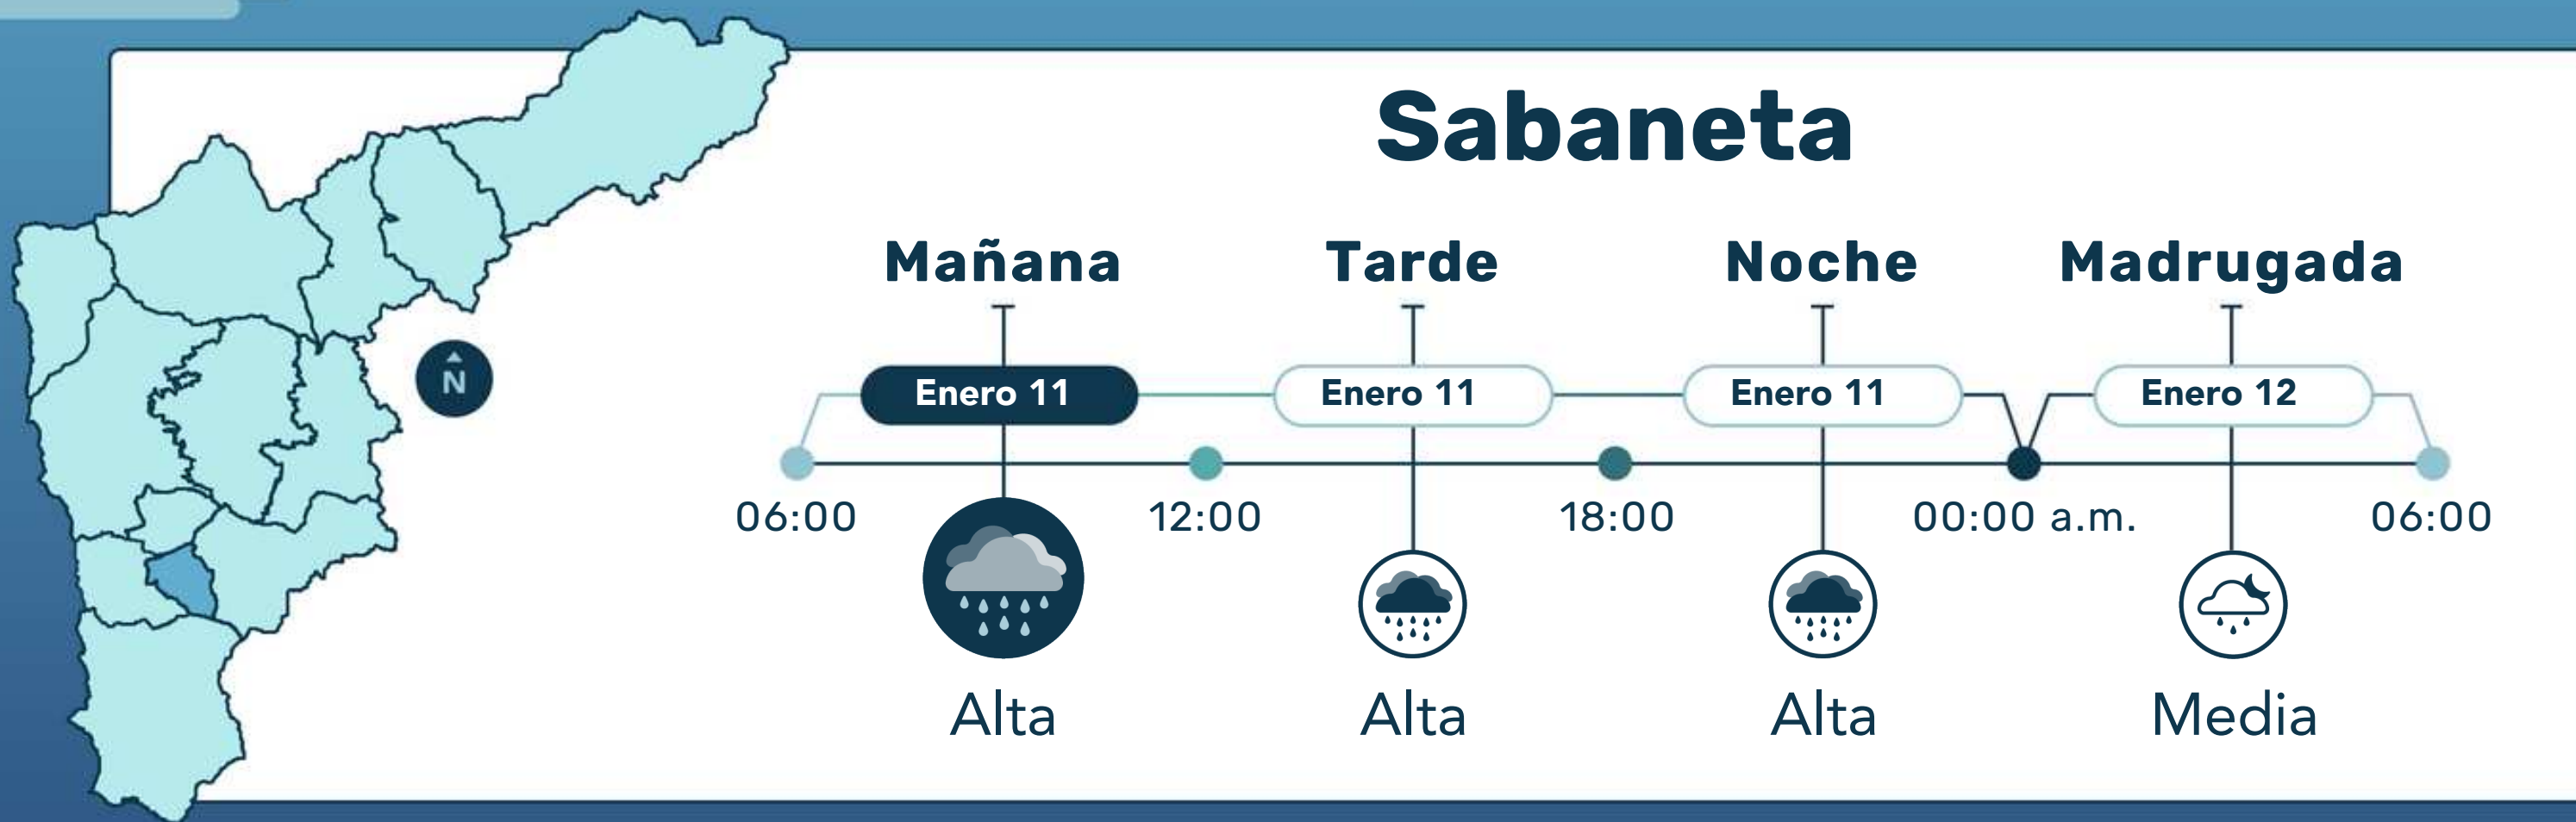 Sabaneta
Mañana Tarde Noche Madrugada
Enero 11 Enero 11 Enero 11 Enero 12
N
06:00 12:00 18:00 00:00 a.m. 06:00
Alta Alta Alta Media